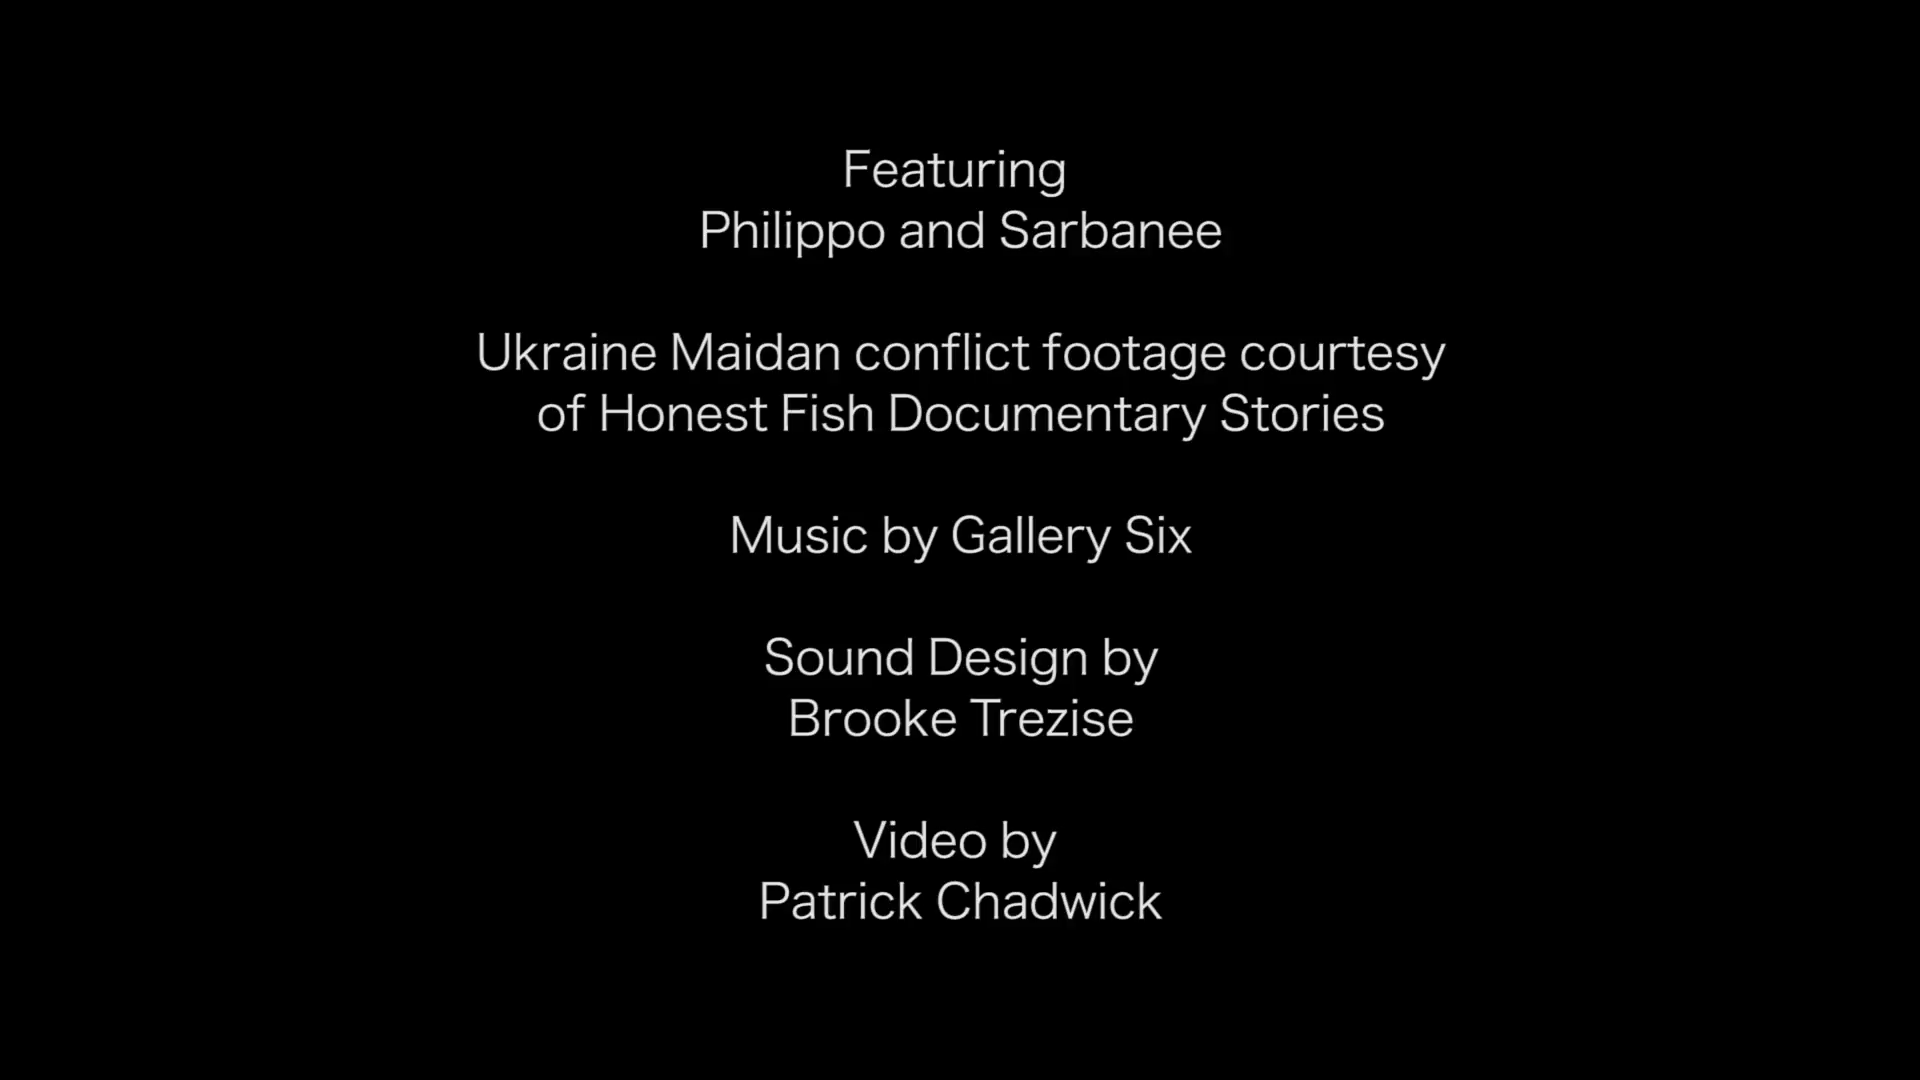 Featuring
Philippo and Sarbanee
Ukraine Maidan conflict footage courtesy
of Honest Fish Documentary Stories
Music by Gallery Six
Sound Design by
Brooke Trezise
Video by
Patrick Chadwick